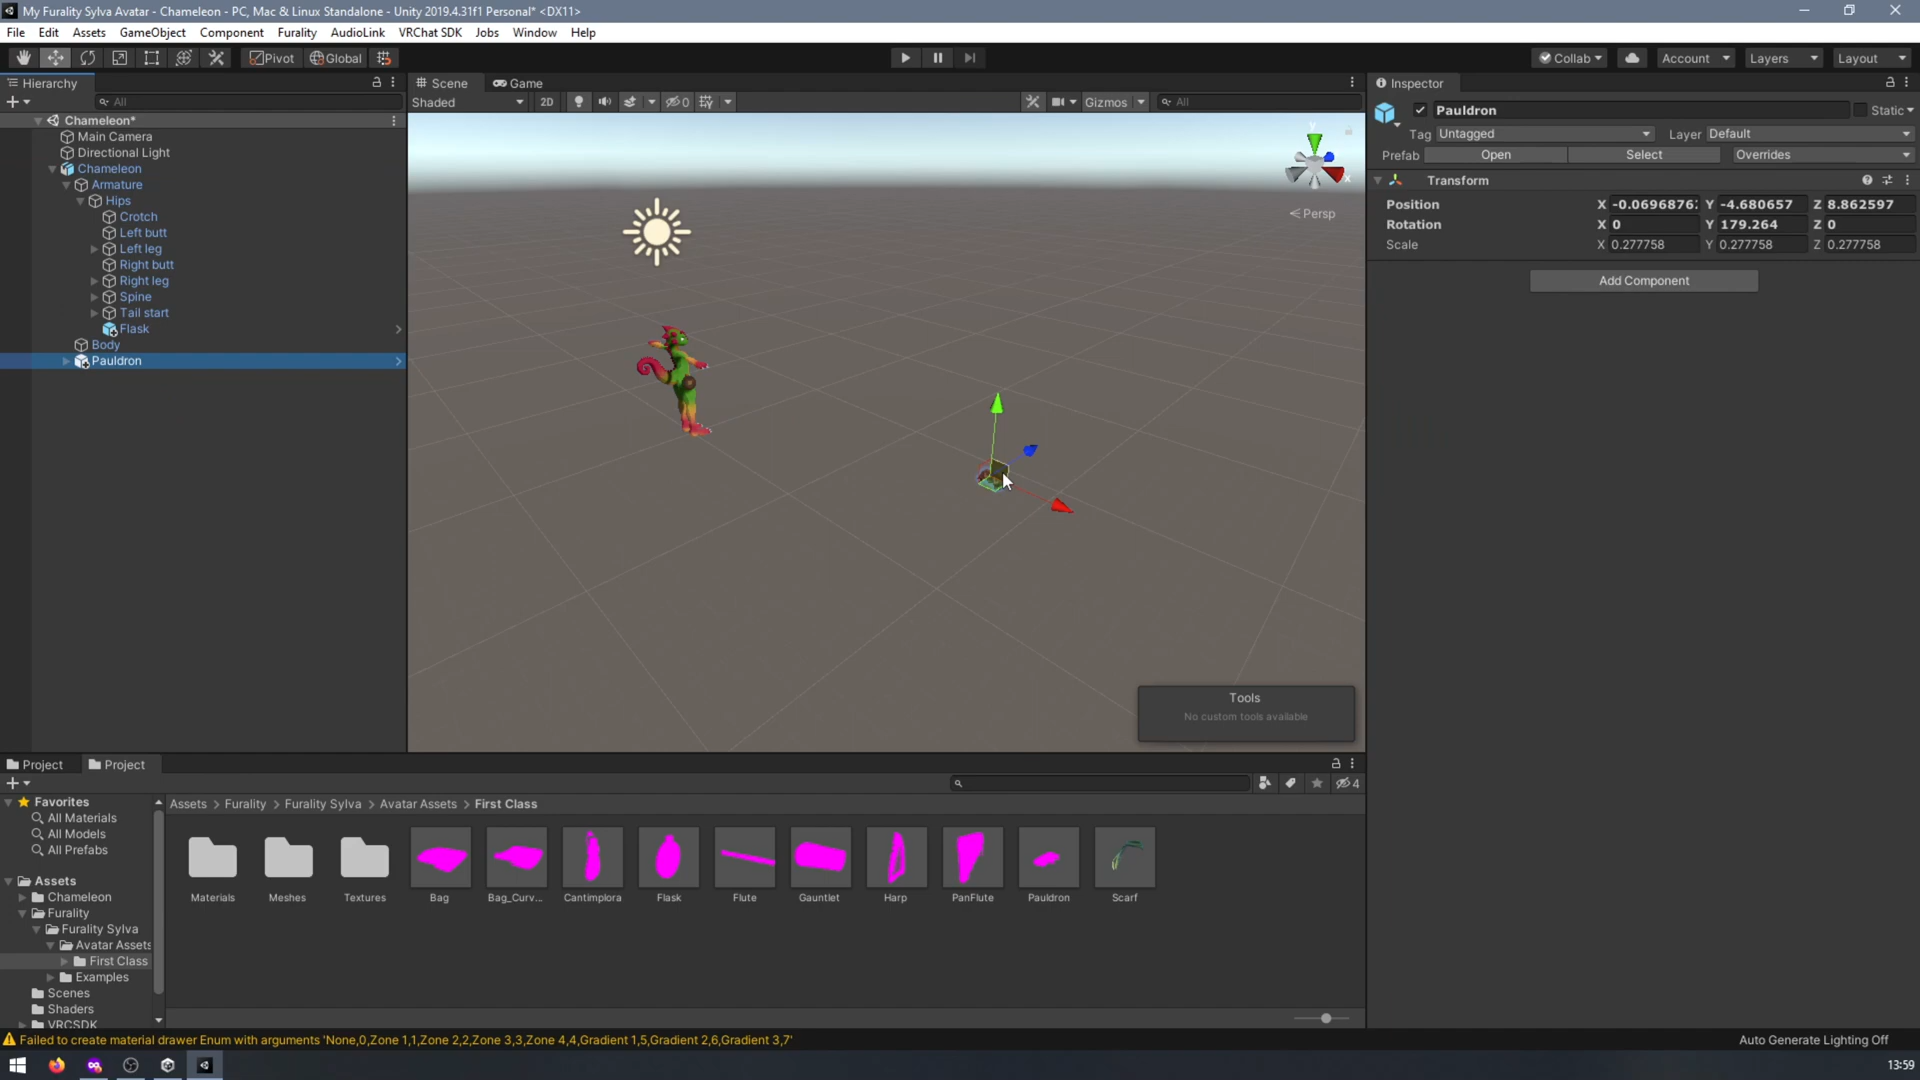 My Furality Sylva Avatar - Chameleon - PC, Mac & Linux Standalone - Unity 2019.4.31f1 Personal* <DX11>
File Edit Assets GameObject Component Furality AudioLink VRChat SDK Jobs Window Help
Pivot Global Collab Account Layers Layout
Hierarchy
All
Chameleon*
Main Camera
Directional Light
Chameleon
Armature
Hips
Crotch
Left butt
Left leg
Right butt
Right leg
Spine
Tail start
Flask
Body
Pauldron
Scene Game
Shaded 2D 0 Gizmos All
y
x
Persp
Tools
No custom tools available
Inspector
Pauldron Static
Tag Untagged Layer Default
Prefab Open Select Overrides
Transform
Position X -0.0696876 Y -4.680657 Z 8.862597
Rotation X 0 Y 179.264 Z 0
Scale X 0.277758 Y 0.277758 Z 0.277758
Add Component
Project Project
4
Favorites
All Materials
All Models
All Prefabs
Assets
Chameleon
Furality
Furality Sylva
Avatar Assets
First Class
Examples
Scenes
Shaders
VRCSDK
Assets > Furality > Furality Sylva > Avatar Assets > First Class
Materials Meshes Textures Bag Bag_Curv... Cantimplora Flask Flute Gauntlet Harp PanFlute Pauldron Scarf
Failed to create material drawer Enum with arguments 'None,0,Zone 1,1,Zone 2,2,Zone 3,3,Zone 4,4,Gradient 1,5,Gradient 2,6,Gradient 3,7'
Auto Generate Lighting Off
13:59